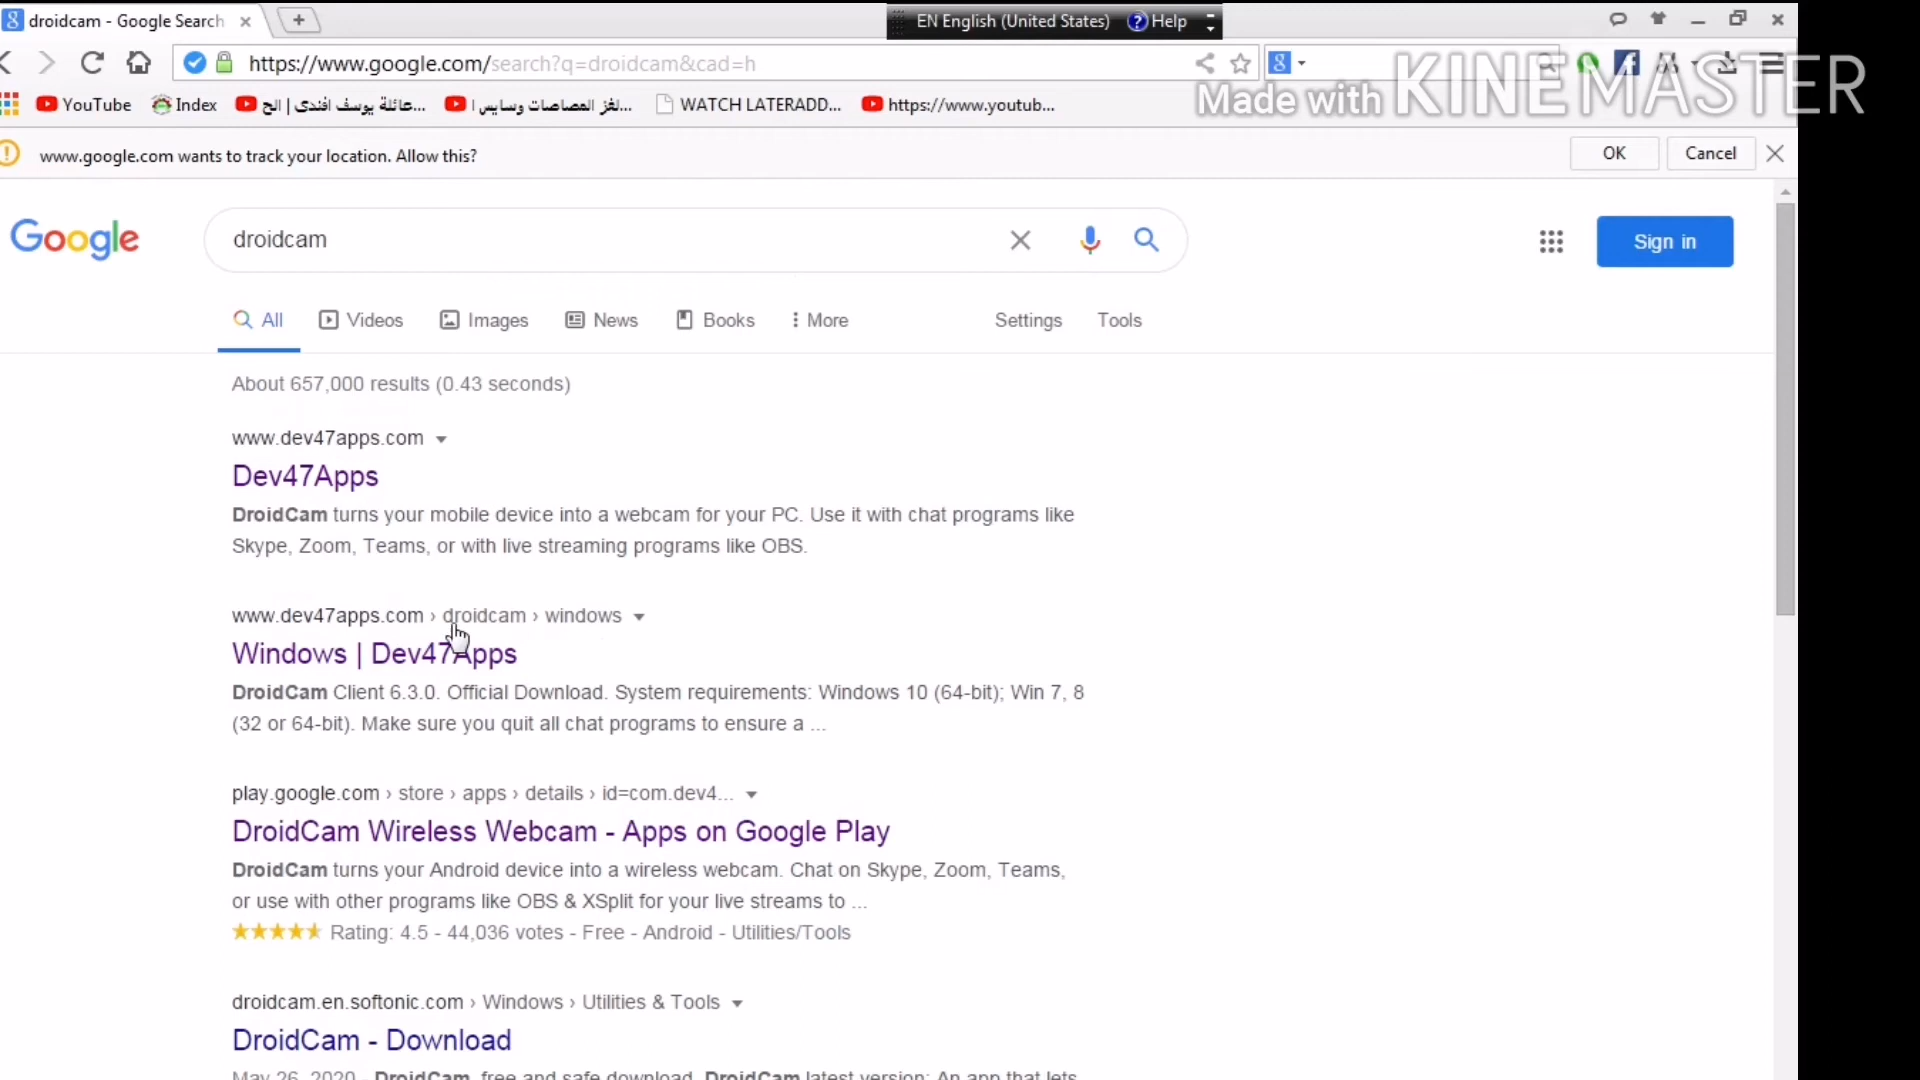 droidcam - Google Search
EN English (United States) Help
https://www.google.com/search?q=droidcam&cad=h
Made with KINEMASTER
YouTube Index عائلة يوسف افندى | الح... لغز المصاصات وسايس ا... WATCH LATERADD... https://www.youtub...
www.google.com wants to track your location. Allow this? OK Cancel
Google droidcam Sign in
All Videos Images News Books More Settings Tools
About 657,000 results (0.43 seconds)
www.dev47apps.com
Dev47Apps
DroidCam turns your mobile device into a webcam for your PC. Use it with chat programs like
Skype, Zoom, Teams, or with live streaming programs like OBS.
www.dev47apps.com › droidcam › windows
Windows | Dev47Apps
DroidCam Client 6.3.0. Official Download. System requirements: Windows 10 (64-bit); Win 7, 8
(32 or 64-bit). Make sure you quit all chat programs to ensure a ...
play.google.com › store › apps › details › id=com.dev4...
DroidCam Wireless Webcam - Apps on Google Play
DroidCam turns your Android device into a wireless webcam. Chat on Skype, Zoom, Teams,
or use with other programs like OBS & XSplit for your live streams to ...
Rating: 4.5 - 44,036 votes - Free - Android - Utilities/Tools
droidcam.en.softonic.com › Windows › Utilities & Tools
DroidCam - Download
May 26, 2020 - DroidCam, free and safe download. DroidCam latest version: An app that lets